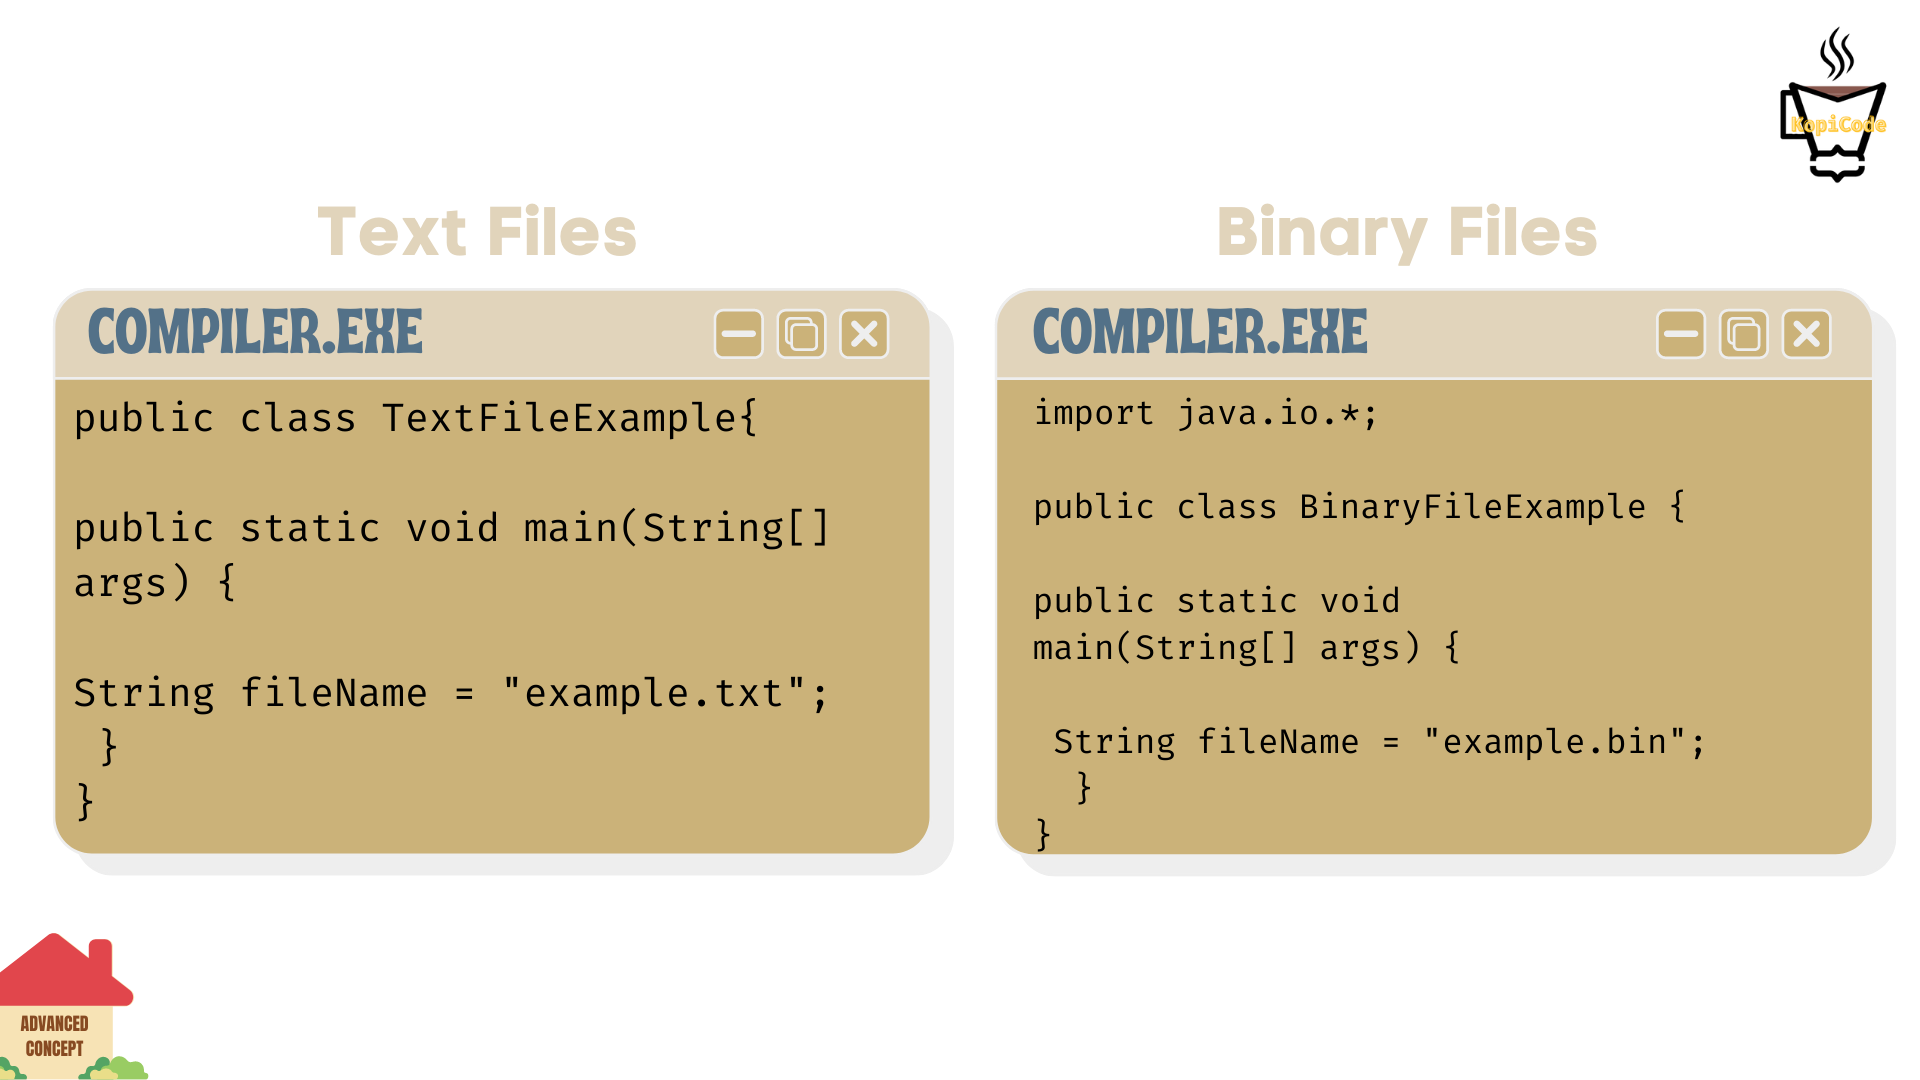 KopiCode
Text Files
COMPILER.EXE
public class TextFileExample{
public static void main(String[]
args) {
String fileName = "example.txt";
}
}
Binary Files
COMPILER.EXE
import java.io.*;
public class BinaryFileExample {
public static void
main(String[] args) {
String fileName = "example.bin";
}
}
ADVANCED
CONCEPT